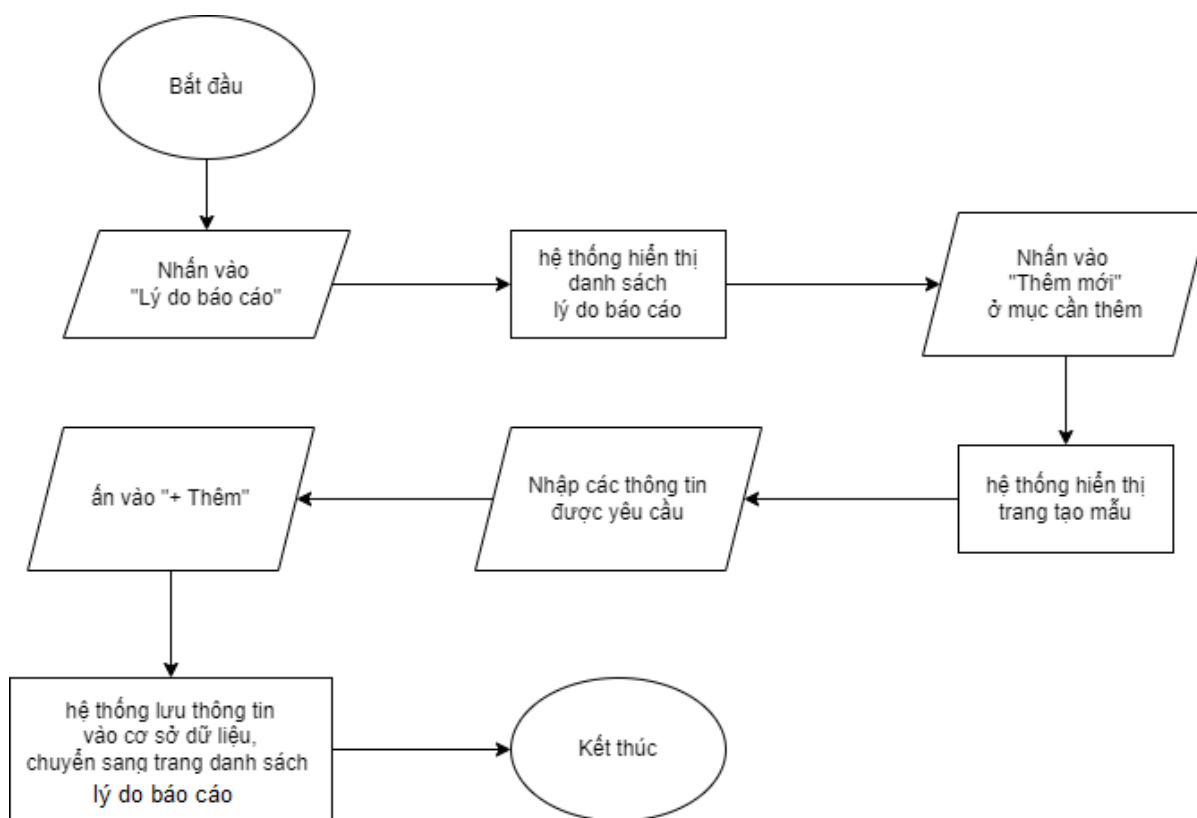 Bắt đầu
Nhấn vào
"Lý do báo cáo"
hệ thống hiển thị
danh sách
lý do báo cáo
Nhấn vào
"Thêm mới"
ở mục cần thêm
hệ thống hiển thị
trang tạo mẫu
Nhập các thông tin
được yêu cầu
ấn vào "+ Thêm"
hệ thống lưu thông tin
vào cơ sở dữ liệu,
chuyển sang trang danh sách
lý do báo cáo
Kết thúc